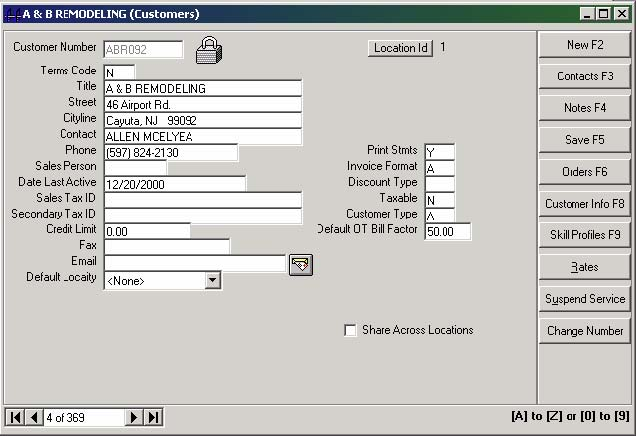 A & B REMODELING (Customers)
Customer Number ABR092 Location Id 1
Terms Code N
Title A & B REMODELING
Street 46 Airport Rd.
Cityline Cayuta, NJ 99092
Contact ALLEN MCELYEA
Phone (597) 824-2130 Print Stmts Y
Sales Person Invoice Format A
Date Last Active 12/20/2000 Discount Type
Sales Tax ID Taxable N
Secondary Tax ID Customer Type A
Credit Limit 0.00 Default OT Bill Factor 50.00
Fax
Email
Default Locality <None>
Share Across Locations
New F2
Contacts F3
Notes F4
Save F5
Orders F6
Customer Info F8
Skill Profiles F9
Rates
Suspend Service
Change Number
4 of 369
[A] to [Z] or [0] to [9]